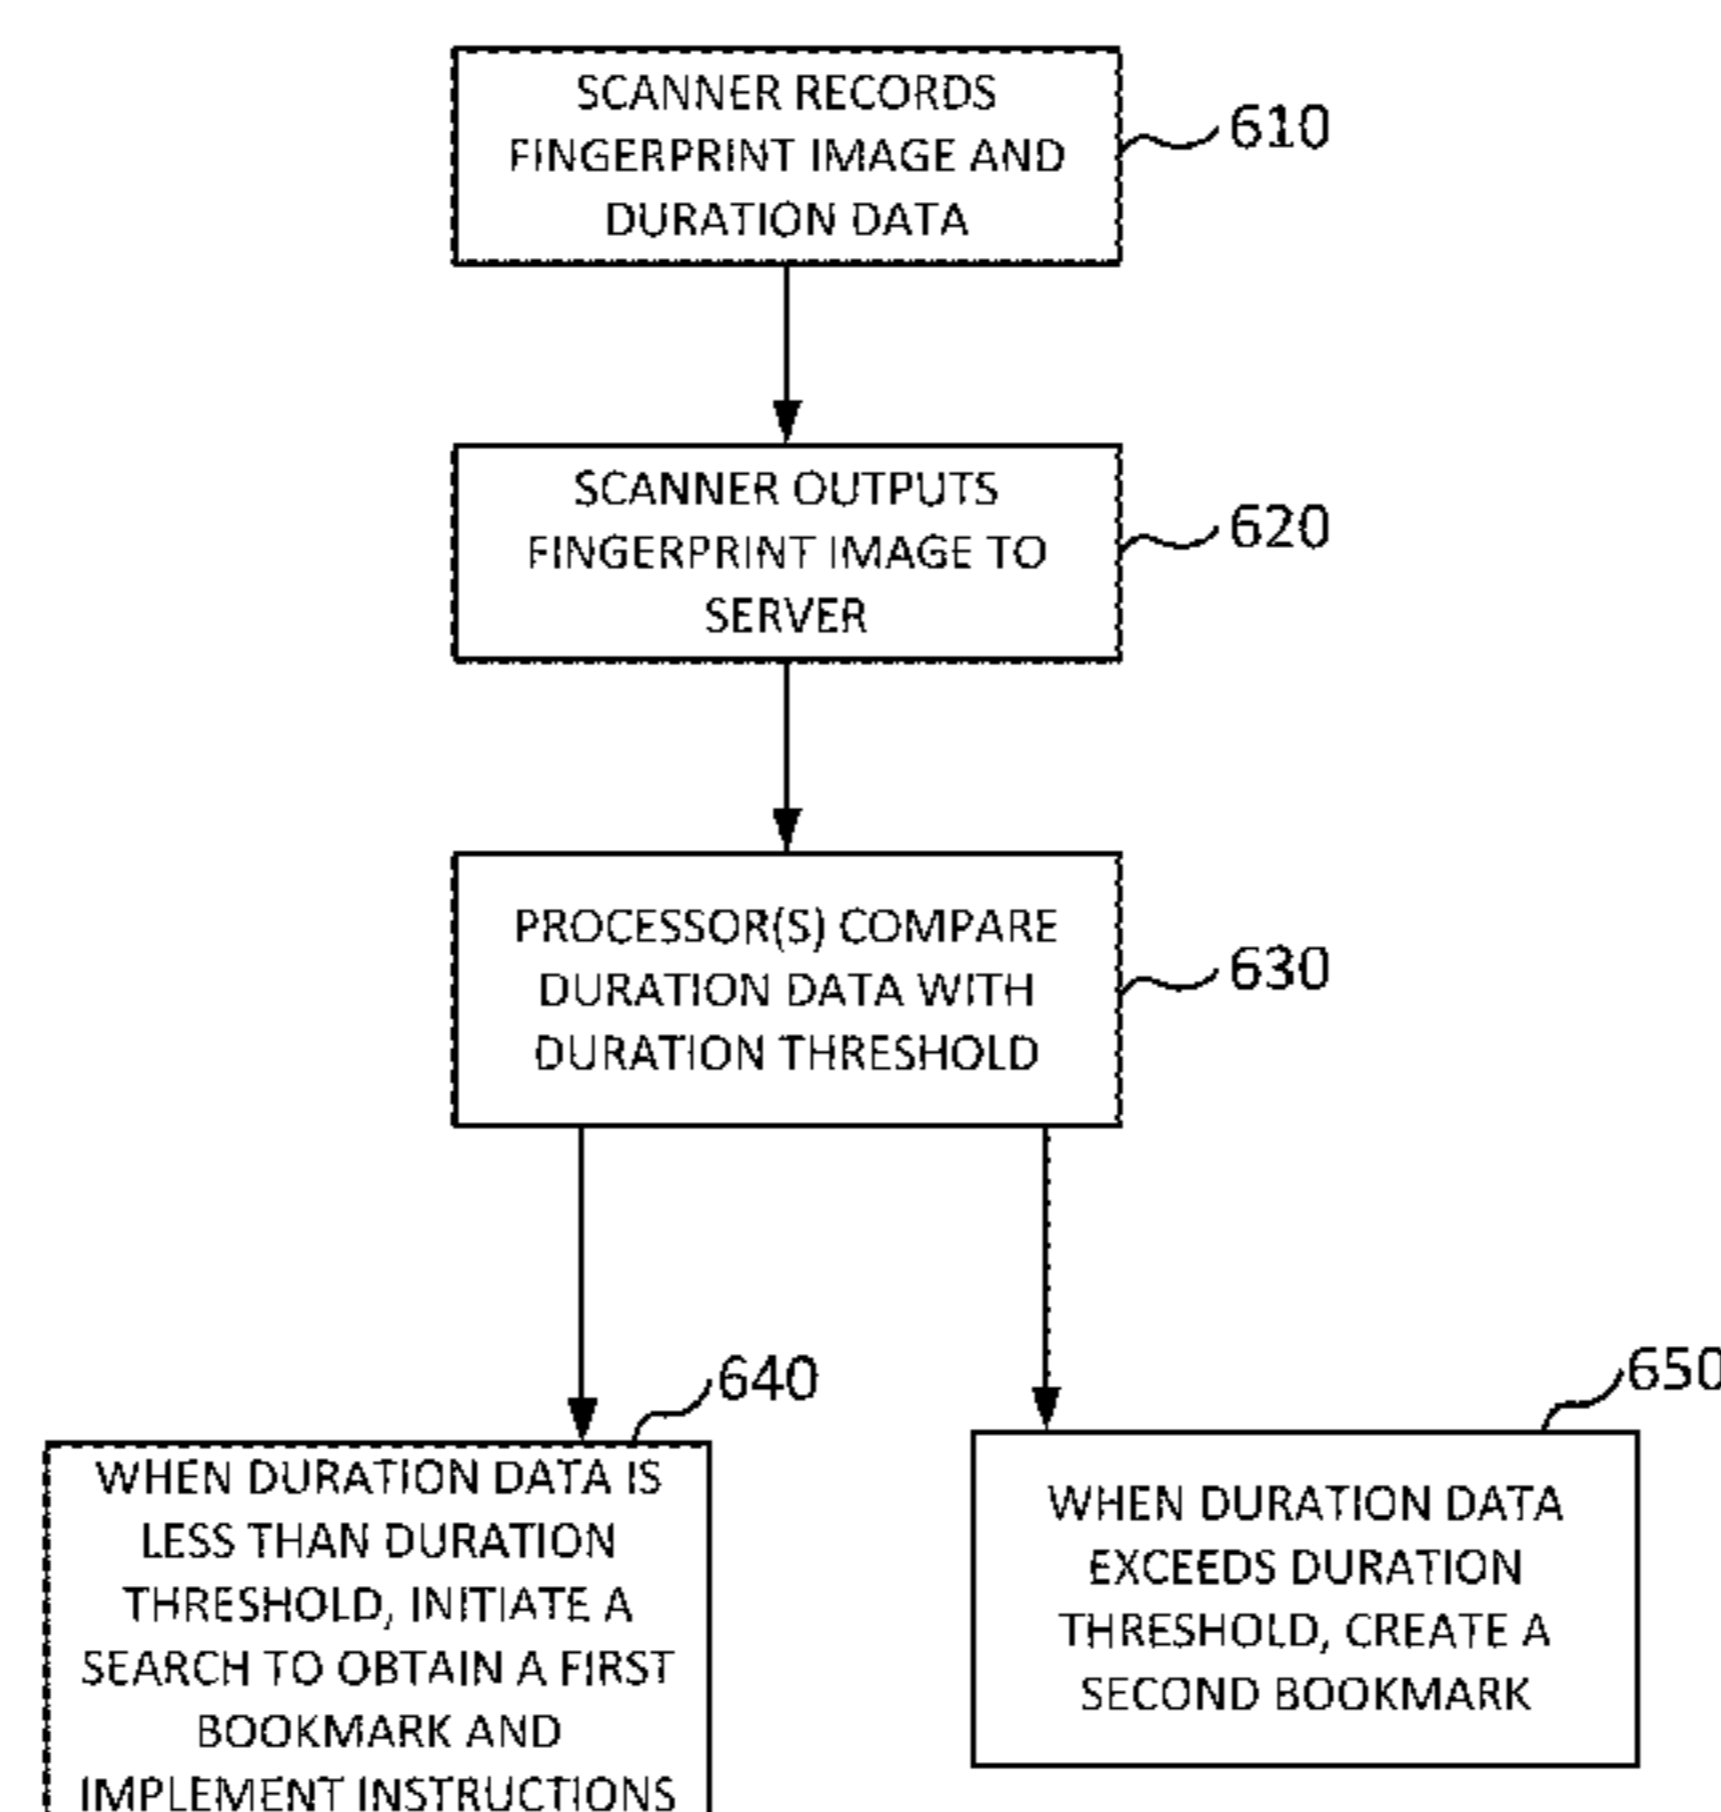 SCANNER RECORDS
FINGERPRINT IMAGE AND
DURATION DATA
610
SCANNER OUTPUTS
FINGERPRINT IMAGE TO
SERVER
620
PROCESSOR(S) COMPARE
DURATION DATA WITH
DURATION THRESHOLD
630
640
WHEN DURATION DATA IS
LESS THAN DURATION
THRESHOLD, INITIATE A
SEARCH TO OBTAIN A FIRST
BOOKMARK AND
IMPLEMENT INSTRUCTIONS
650
WHEN DURATION DATA
EXCEEDS DURATION
THRESHOLD, CREATE A
SECOND BOOKMARK